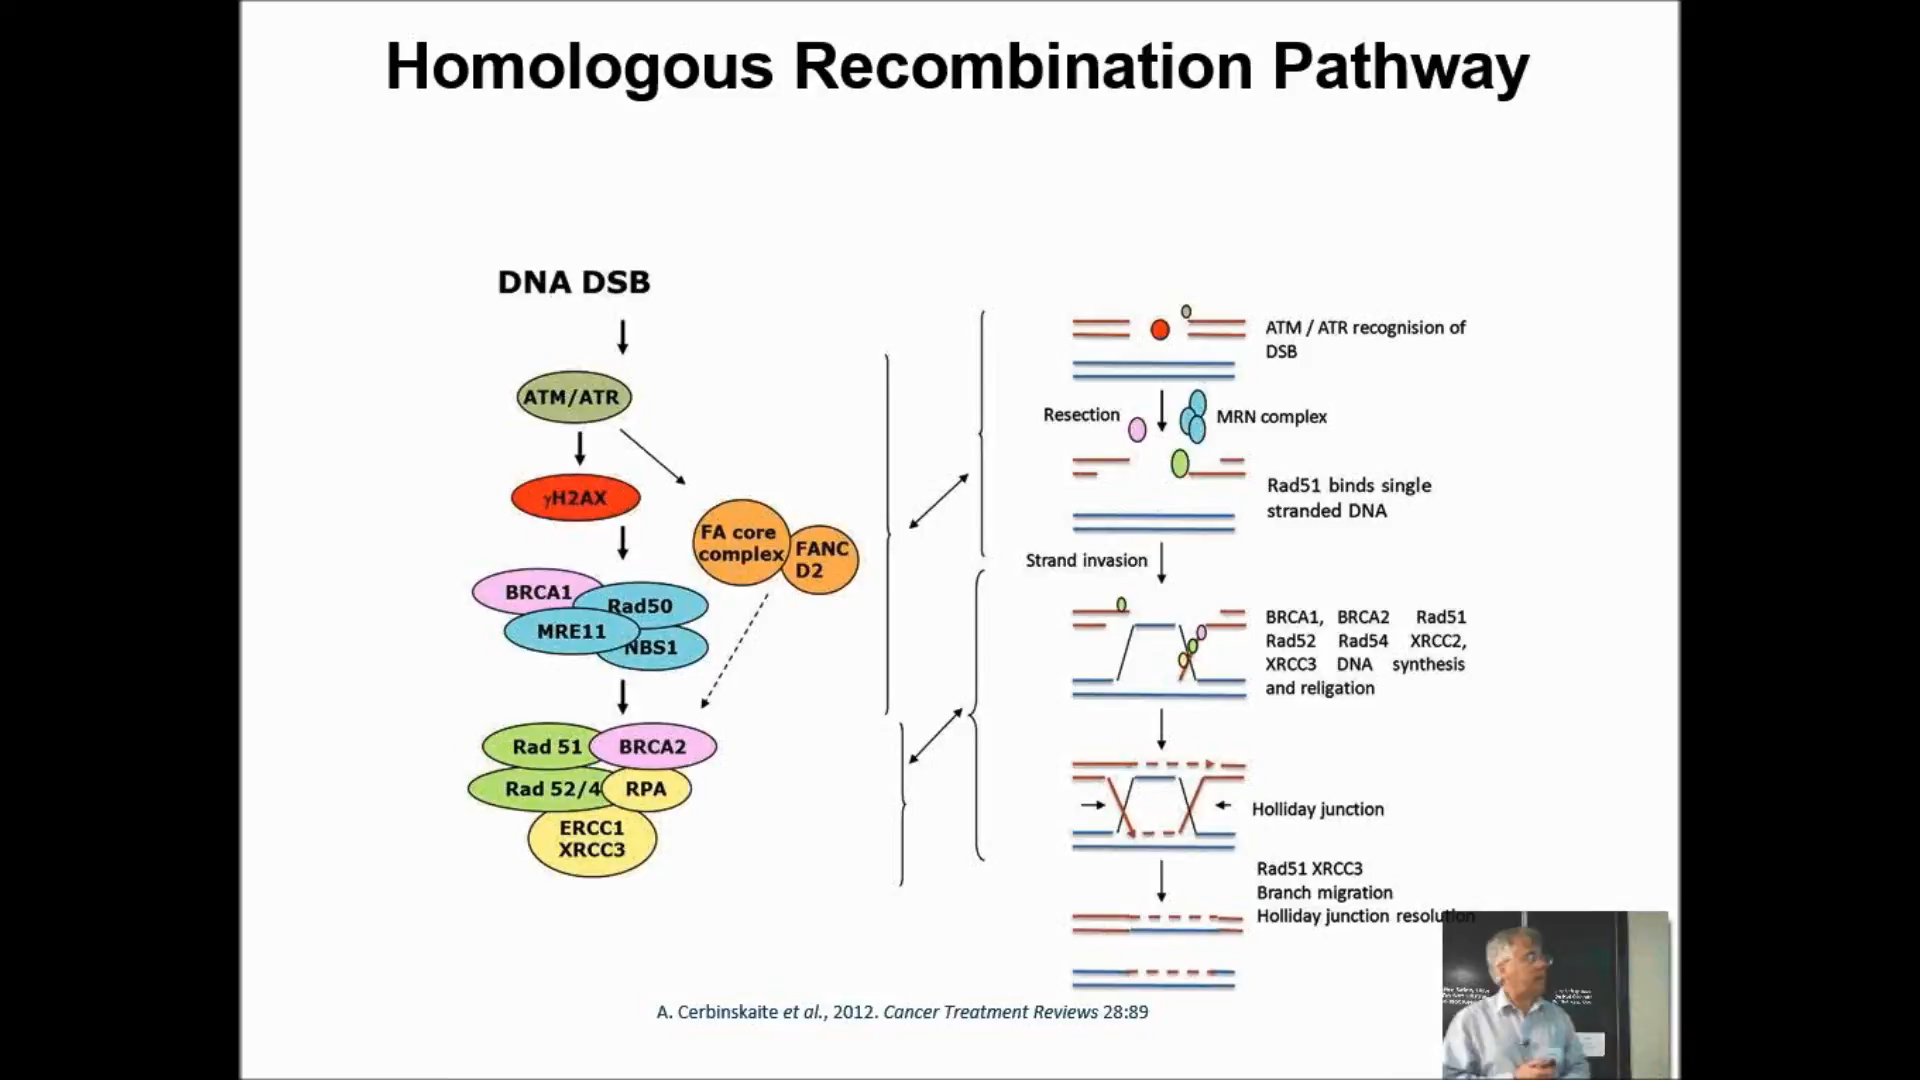 Homologous Recombination Pathway
DNA DSB
ATM/ATR
γH2AX
FA core
complex
FANC
D2
BRCA1
Rad50
MRE11
NBS1
Rad 51
BRCA2
Rad 52/4
RPA
ERCC1
XRCC3
ATM / ATR recognision of
DSB
Resection
MRN complex
Rad51 binds single
stranded DNA
Strand invasion
BRCA1, BRCA2 Rad51
Rad52 Rad54 XRCC2,
XRCC3 DNA synthesis
and religation
Holliday junction
Rad51 XRCC3
Branch migration
Holliday junction resolution
A. Cerbinskaite et al., 2012. Cancer Treatment Reviews 28:89